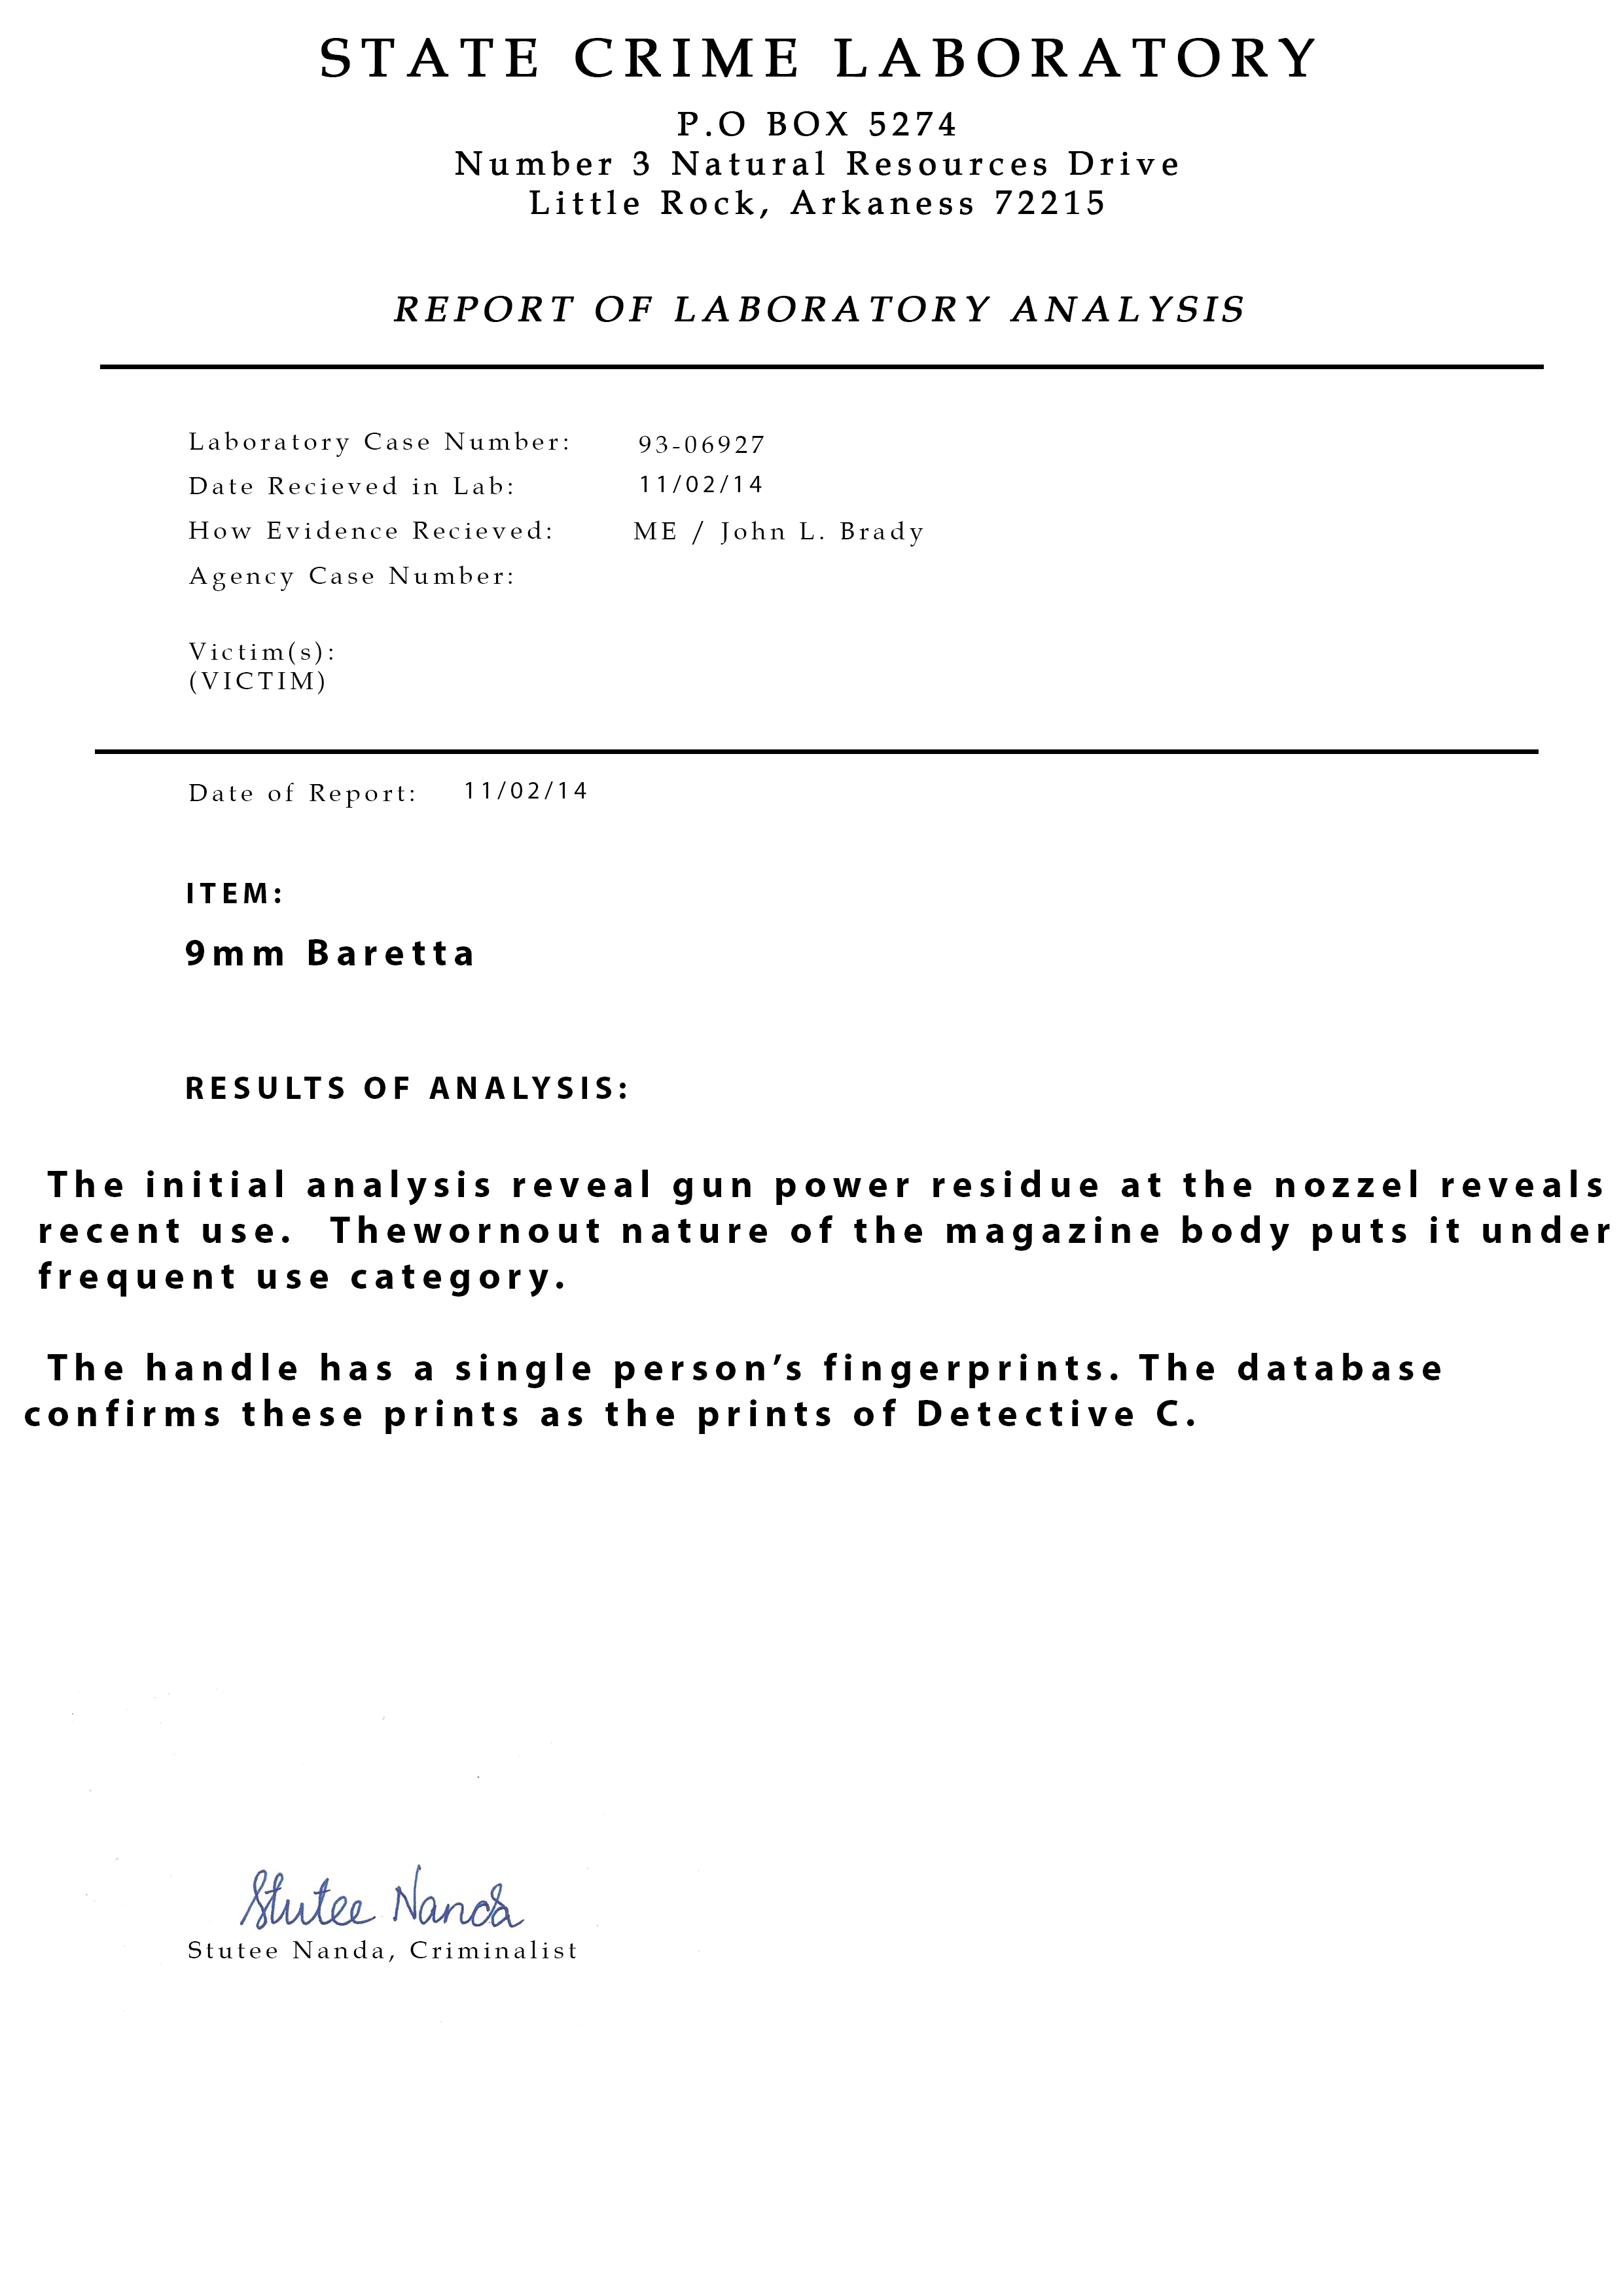 STATE CRIME LABORATORY
P.O BOX 5274
Number 3 Natural Resources Drive
Little Rock, Arkaness 72215
REPORT OF LABORATORY ANALYSIS
Laboratory Case Number: 93-06927
Date Recieved in Lab: 11/02/14
How Evidence Recieved: ME / John L. Brady
Agency Case Number:
Victim(s):
(VICTIM)
Date of Report: 11/02/14
ITEM:
9mm Baretta
RESULTS OF ANALYSIS:
The initial analysis reveal gun power residue at the nozzel reveals
recent use. Thewornout nature of the magazine body puts it under
frequent use category.
The handle has a single person’s fingerprints. The database
confirms these prints as the prints of Detective C.
Stutee Nanda
Stutee Nanda, Criminalist